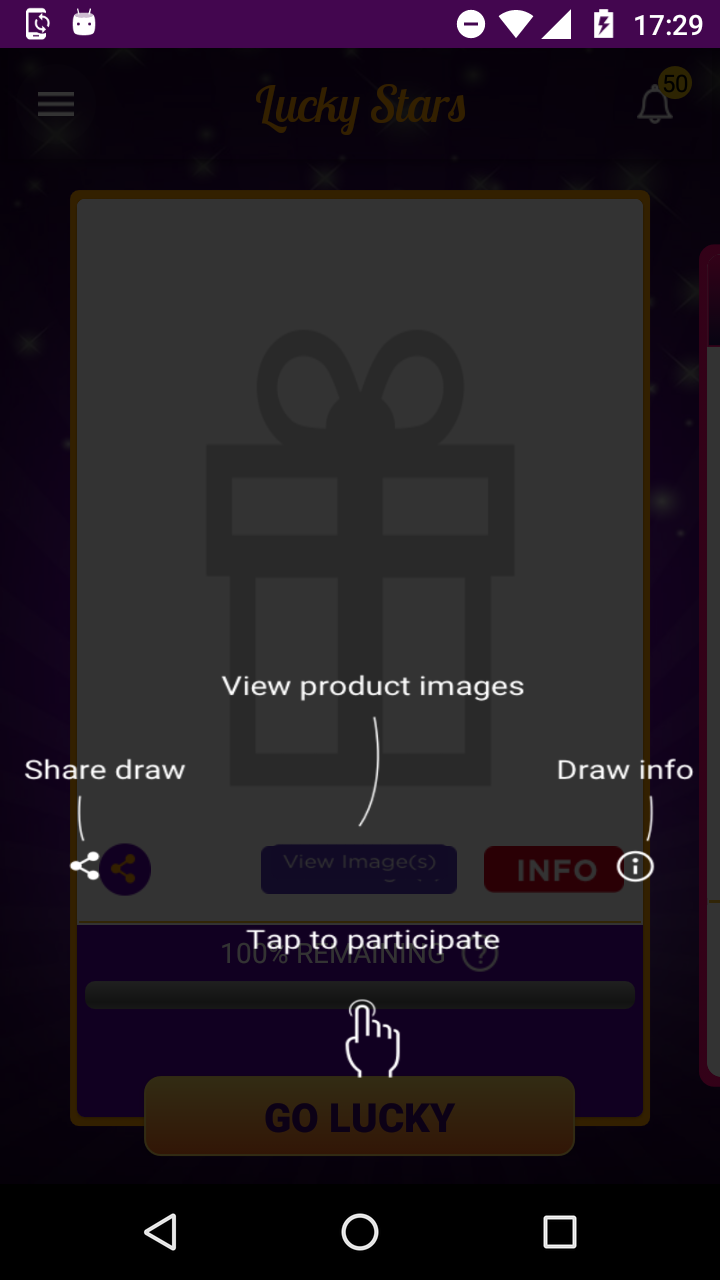 17:29
Lucky Stars
50
View product images
Share draw
Draw info
View Image(s)
INFO
Tap to participate
100% REMAINING ?
GO LUCKY